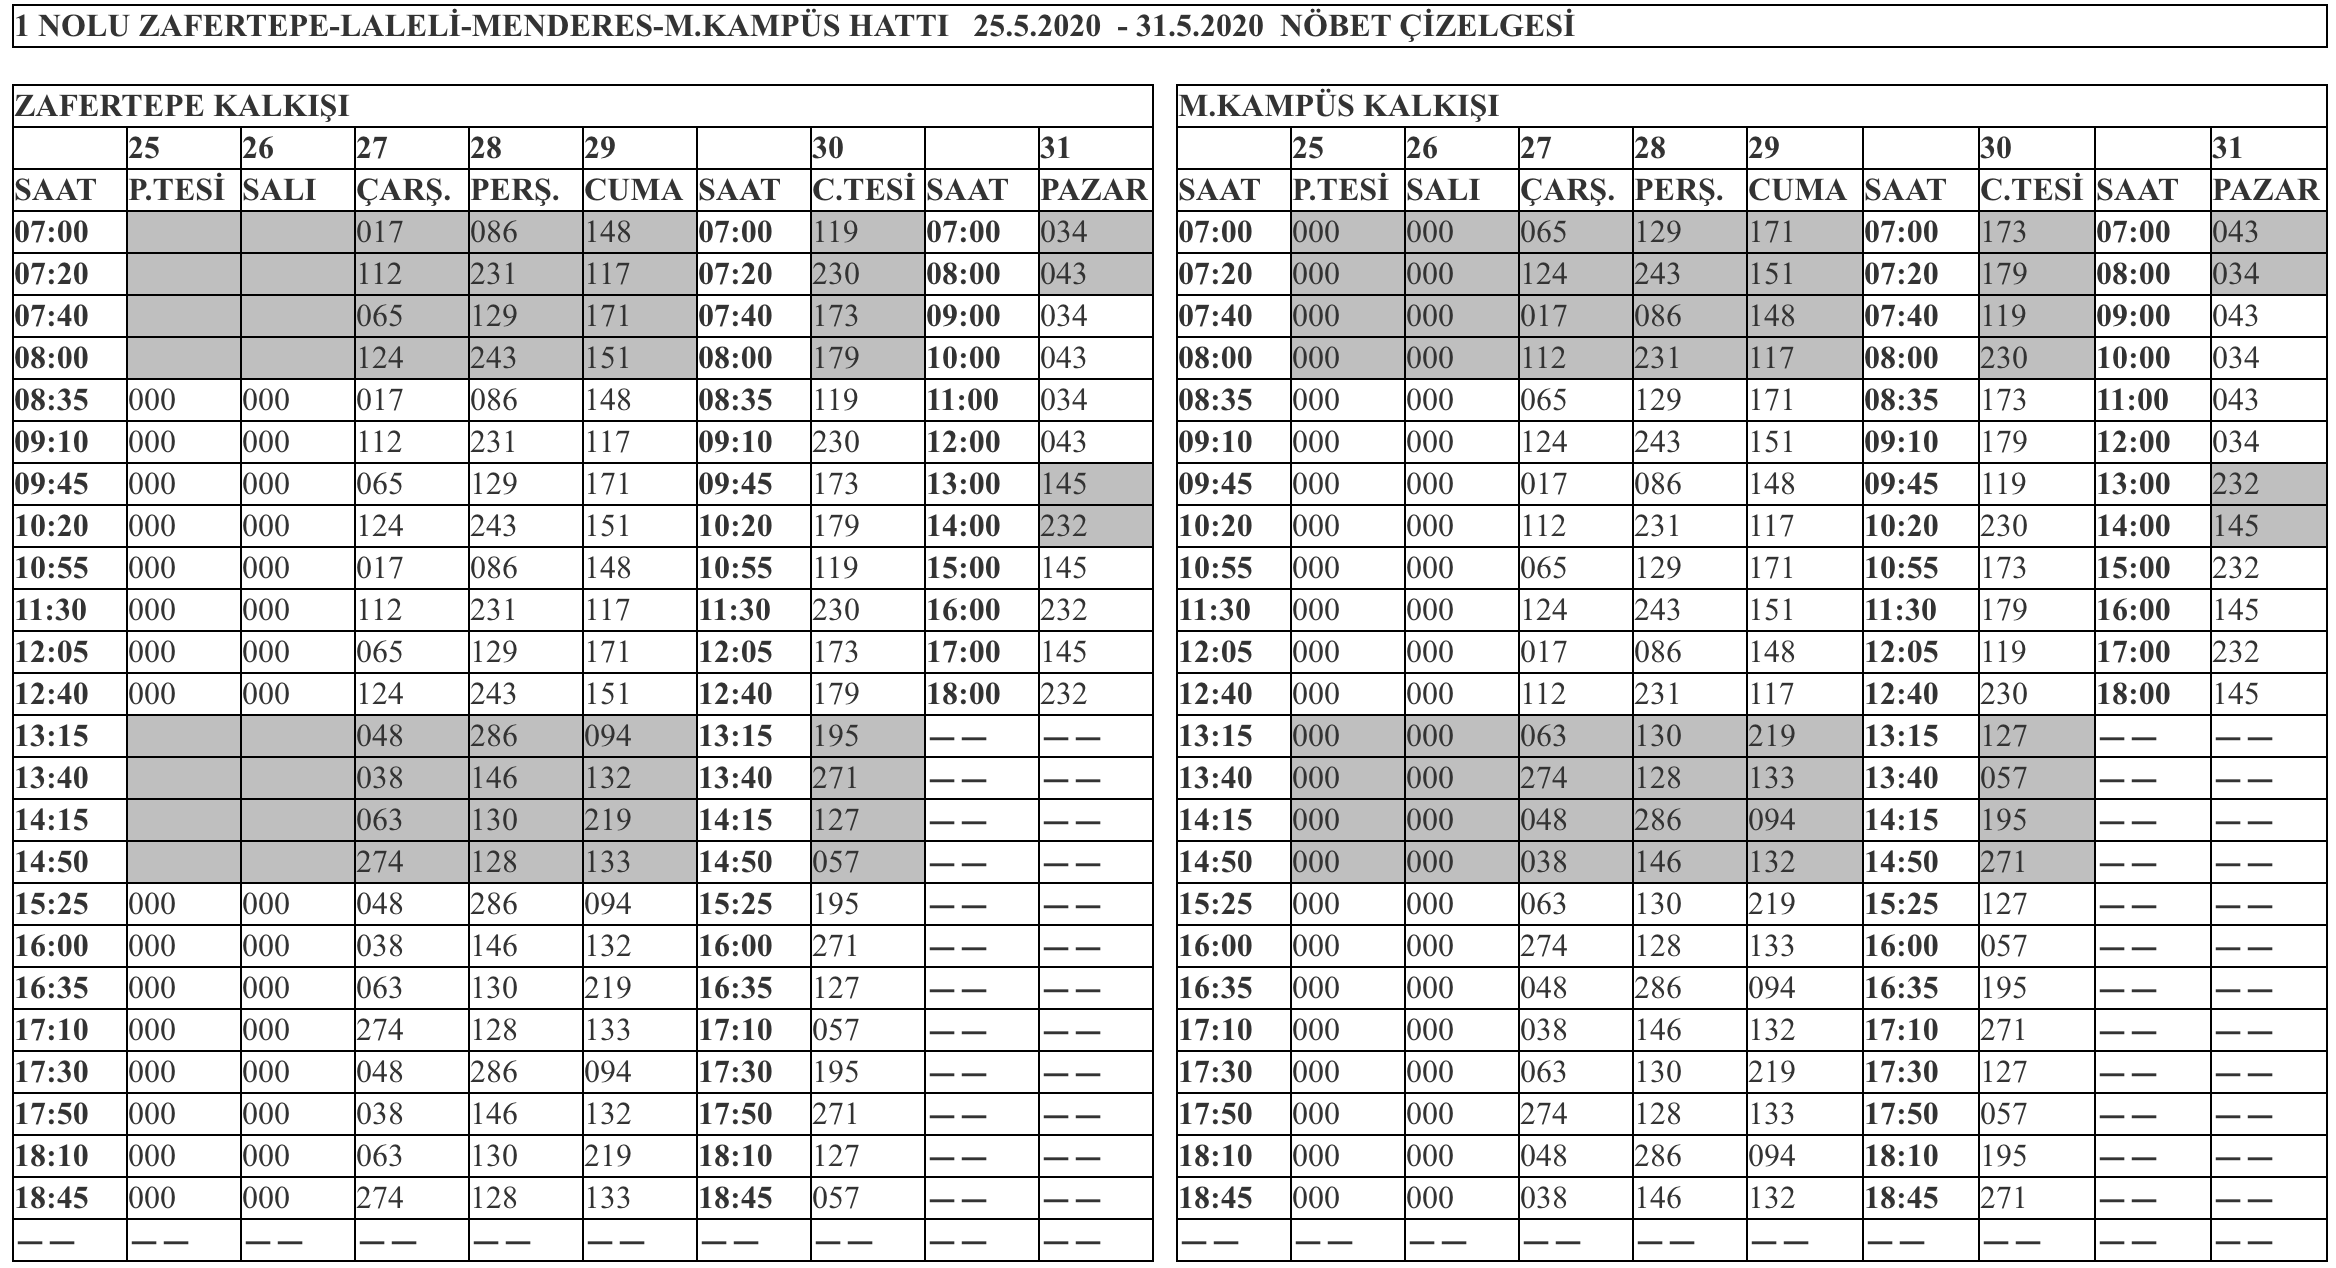 1 NOLU ZAFERTEPE-LALELİ-MENDERES-M.KAMPÜS HATTI 25.5.2020 - 31.5.2020 NÖBET ÇİZELGESİ
ZAFERTEPE KALKIŞI
25 26 27 28 29 30 31
SAAT P.TESİ SALI ÇARŞ. PERŞ. CUMA SAAT C.TESİ SAAT PAZAR
07:00 017 086 148 07:00 119 07:00 034
07:20 112 231 117 07:20 230 08:00 043
07:40 065 129 171 07:40 173 09:00 034
08:00 124 243 151 08:00 179 10:00 043
08:35 000 000 017 086 148 08:35 119 11:00 034
09:10 000 000 112 231 117 09:10 230 12:00 043
09:45 000 000 065 129 171 09:45 173 13:00 145
10:20 000 000 124 243 151 10:20 179 14:00 232
10:55 000 000 017 086 148 10:55 119 15:00 145
11:30 000 000 112 231 117 11:30 230 16:00 232
12:05 000 000 065 129 171 12:05 173 17:00 145
12:40 000 000 124 243 151 12:40 179 18:00 232
13:15 048 286 094 13:15 195 —— ——
13:40 038 146 132 13:40 271 —— ——
14:15 063 130 219 14:15 127 —— ——
14:50 274 128 133 14:50 057 —— ——
15:25 000 000 048 286 094 15:25 195 —— ——
16:00 000 000 038 146 132 16:00 271 —— ——
16:35 000 000 063 130 219 16:35 127 —— ——
17:10 000 000 274 128 133 17:10 057 —— ——
17:30 000 000 048 286 094 17:30 195 —— ——
17:50 000 000 038 146 132 17:50 271 —— ——
18:10 000 000 063 130 219 18:10 127 —— ——
18:45 000 000 274 128 133 18:45 057 —— ——
—— —— —— —— —— —— —— —— —— ——
M.KAMPÜS KALKIŞI
25 26 27 28 29 30 31
SAAT P.TESİ SALI ÇARŞ. PERŞ. CUMA SAAT C.TESİ SAAT PAZAR
07:00 000 000 065 129 171 07:00 173 07:00 043
07:20 000 000 124 243 151 07:20 179 08:00 034
07:40 000 000 017 086 148 07:40 119 09:00 043
08:00 000 000 112 231 117 08:00 230 10:00 034
08:35 000 000 065 129 171 08:35 173 11:00 043
09:10 000 000 124 243 151 09:10 179 12:00 034
09:45 000 000 017 086 148 09:45 119 13:00 232
10:20 000 000 112 231 117 10:20 230 14:00 145
10:55 000 000 065 129 171 10:55 173 15:00 232
11:30 000 000 124 243 151 11:30 179 16:00 145
12:05 000 000 017 086 148 12:05 119 17:00 232
12:40 000 000 112 231 117 12:40 230 18:00 145
13:15 000 000 063 130 219 13:15 127 —— ——
13:40 000 000 274 128 133 13:40 057 —— ——
14:15 000 000 048 286 094 14:15 195 —— ——
14:50 000 000 038 146 132 14:50 271 —— ——
15:25 000 000 063 130 219 15:25 127 —— ——
16:00 000 000 274 128 133 16:00 057 —— ——
16:35 000 000 048 286 094 16:35 195 —— ——
17:10 000 000 038 146 132 17:10 271 —— ——
17:30 000 000 063 130 219 17:30 127 —— ——
17:50 000 000 274 128 133 17:50 057 —— ——
18:10 000 000 048 286 094 18:10 195 —— ——
18:45 000 000 038 146 132 18:45 271 —— ——
—— —— —— —— —— —— —— —— —— ——